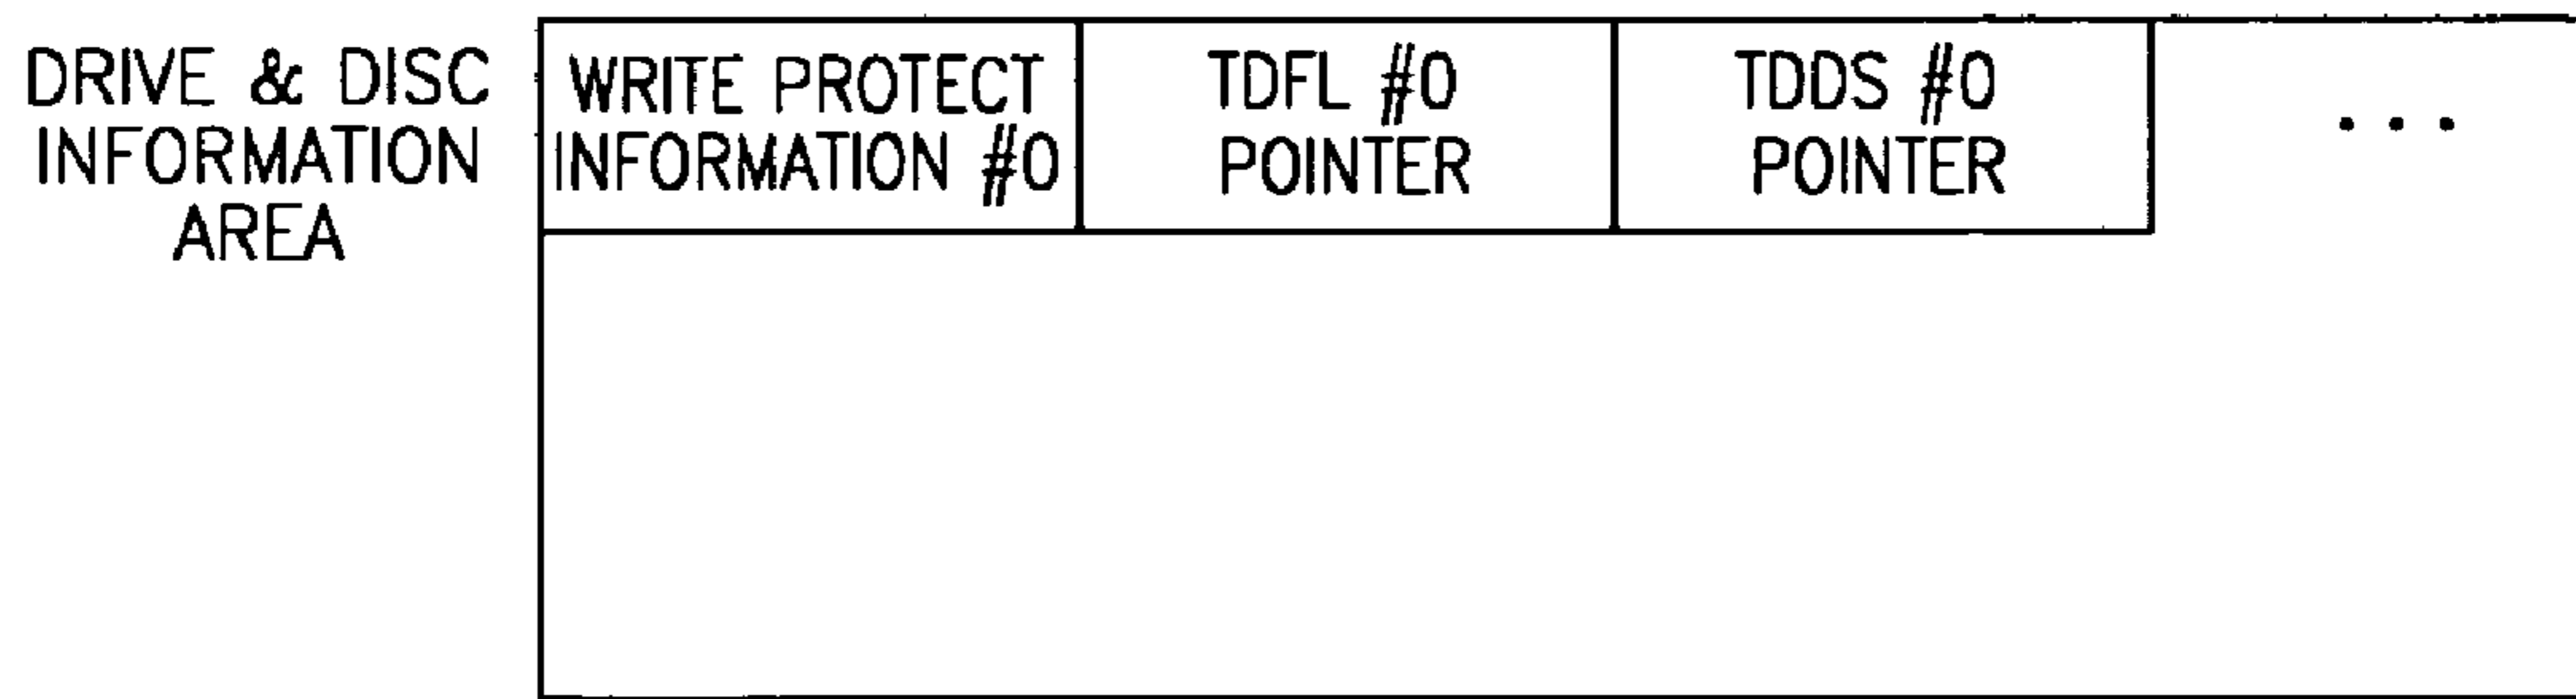 DRIVE & DISC
INFORMATION
AREA
WRITE PROTECT
INFORMATION #0
TDFL #0
POINTER
TDDS #0
POINTER
...